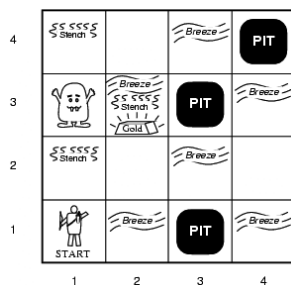 4 Stench Breeze PIT
3 Breeze PIT Breeze
Stench
Gold
2 Stench Breeze
1 Breeze PIT Breeze
START
1 2 3 4